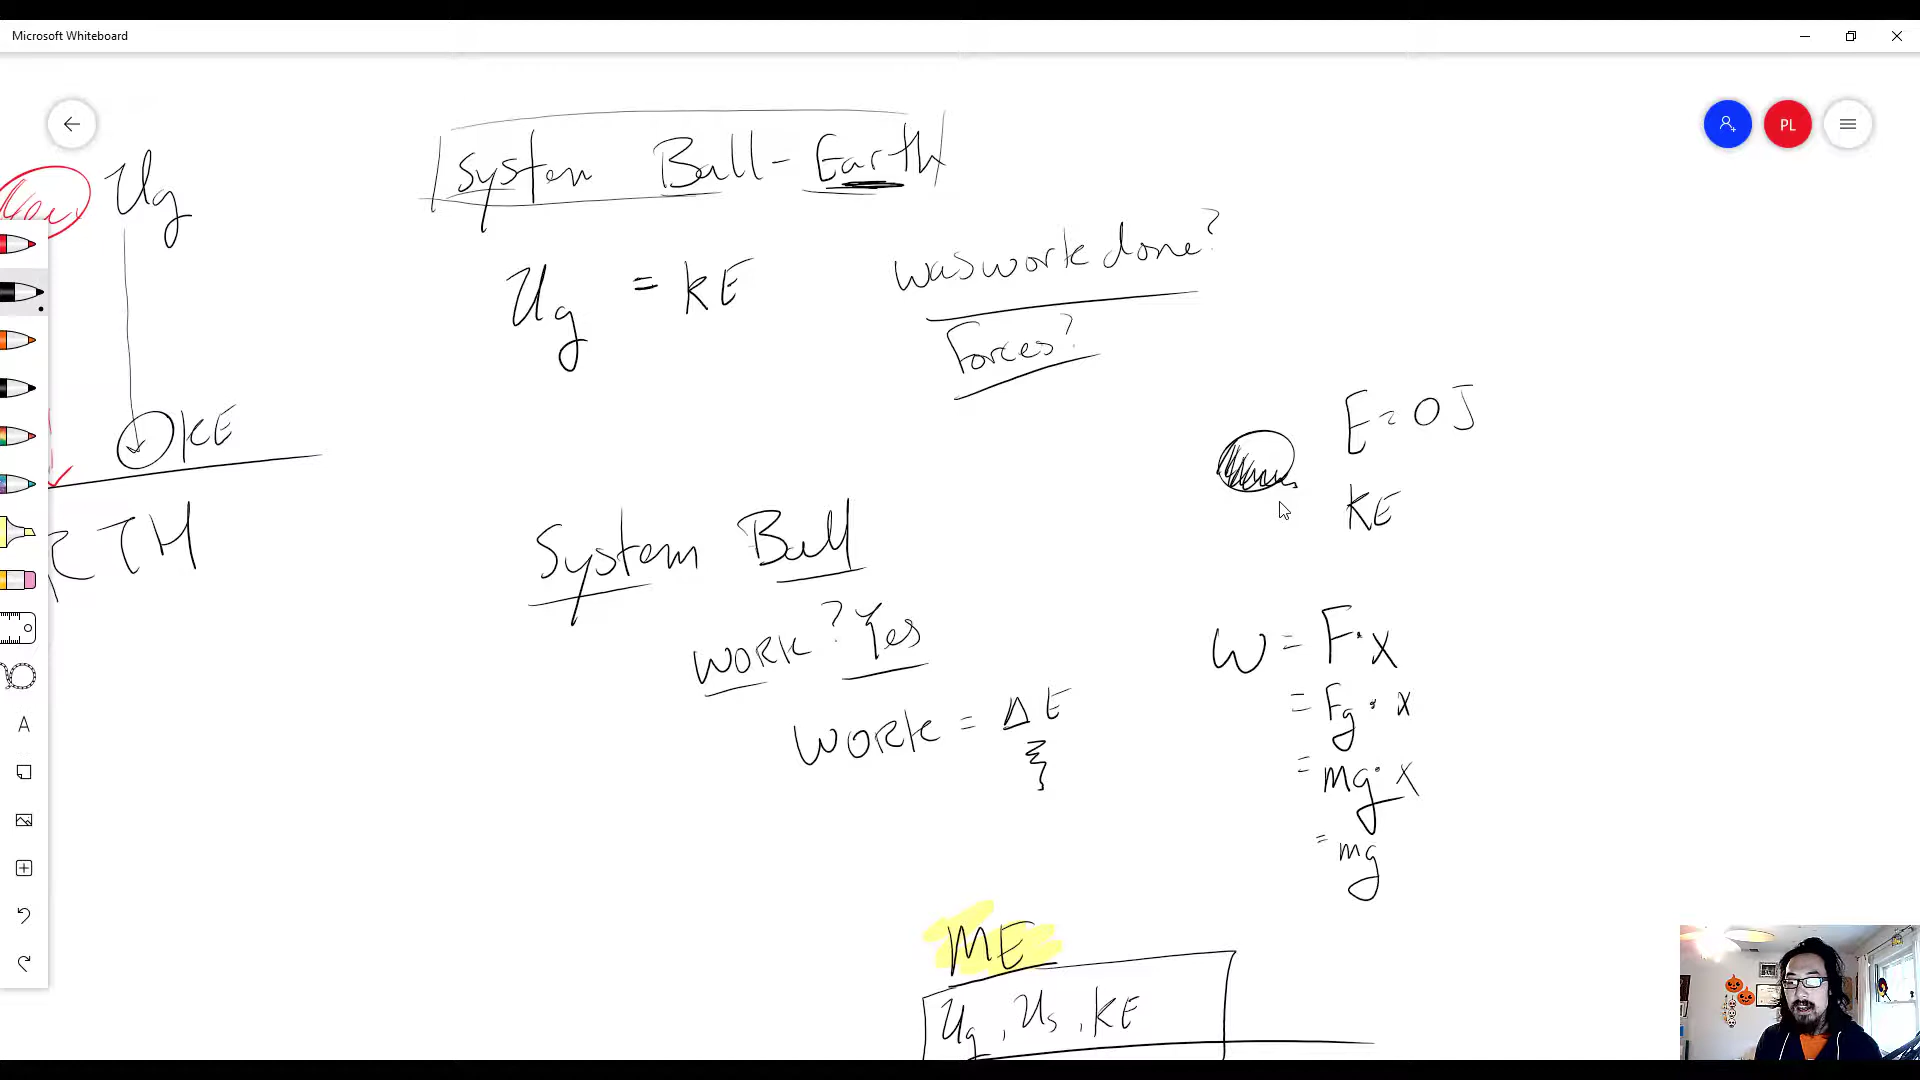 Microsoft Whiteboard
PL
Ug
KE
RTH
System Ball-Earth
Ug = KE
was work done?
Forces?
E = 0 J
KE
System Ball
WORK? Yes
WORK = ΔE
W = F·x
= Fg·x
= mg·x
= mg
ME
Ug, Us, KE
A